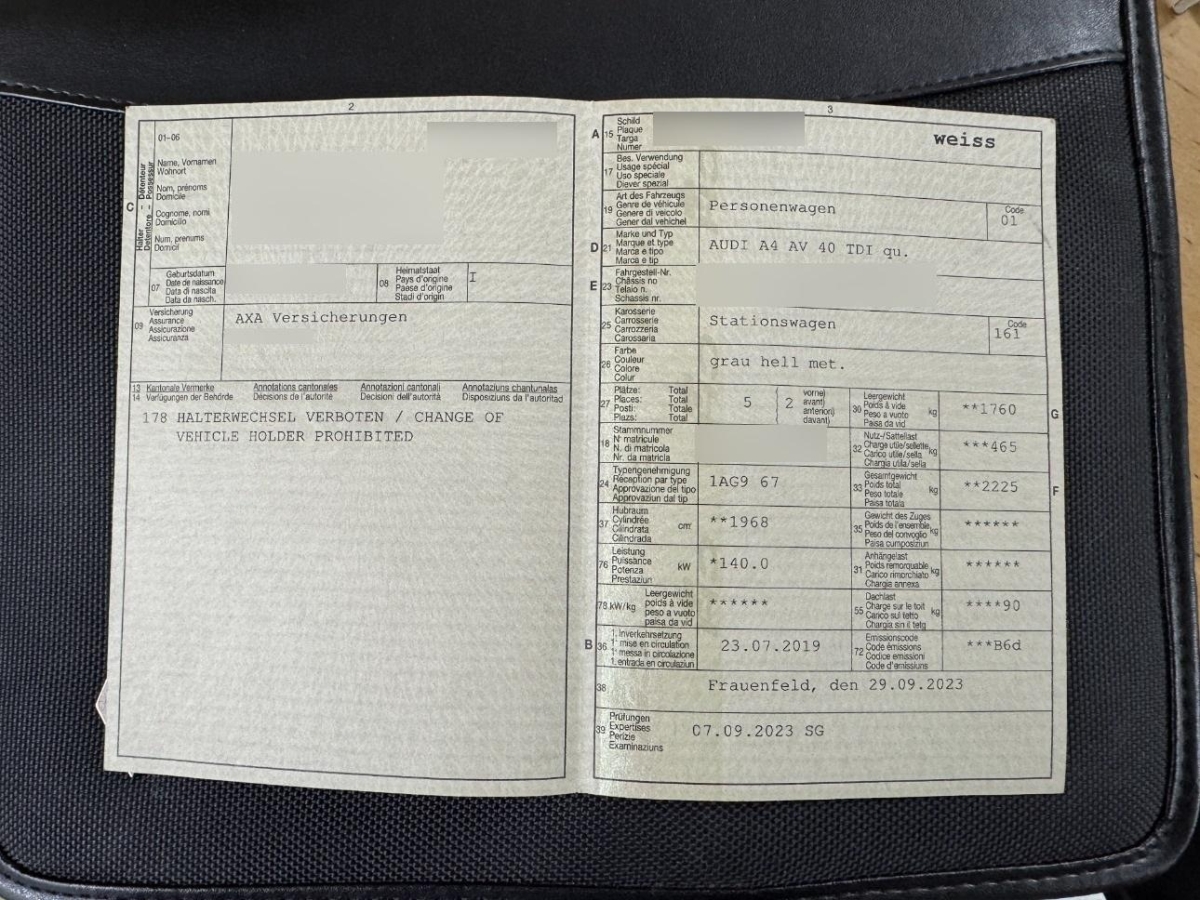 2
01-06
C
Halter - Détenteur
Detentore - Possessur
Name, Vornamen
Wohnort
Nom, prénoms
Domicile
Cognome, nomi
Domicilio
Num, prenums
Domicil
07
Geburtsdatum
Date de naissance
Data di nascita
Data da nasch.
08
Heimatstaat
Pays d'origine
Paese d'origine
Stadi d'origin
I
09
Versicherung
Assurance
Assicurazione
Assicuranza
AXA Versicherungen
13 Kantonale Vermerke Annotations cantonales Annotazioni cantonali Annotaziuns chantunalas
14 Verfügungen der Behörde Décisions de l'autorité Decisioni dell'autorità Disposiziuns da l'autoritad
178 HALTERWECHSEL VERBOTEN / CHANGE OF
VEHICLE HOLDER PROHIBITED
3
A
15
Schild
Plaque
Targa
Numer
weiss
17
Bes. Verwendung
Usage spécial
Uso speciale
Diever spezial
19
Art des Fahrzeugs
Genre de véhicule
Genere di veicolo
Gener dal vehichel
Personenwagen
Code
01
D
21
Marke und Typ
Marque et type
Marca e tipo
Marca e tip
AUDI A4 AV 40 TDI qu.
E
23
Fahrgestell-Nr.
Châssis no
Telaio n.
Schassis nr.
25
Karosserie
Carrosserie
Carrozzeria
Carossaria
Stationswagen
Code
161
26
Farbe
Couleur
Colore
Colur
grau hell met.
27
Plätze: Total
Places: Total
Posti: Totale
Plazs: Total
5
2
vorne)
avant)
anteriori)
davant)
30
Leergewicht
Poids à vide
Peso a vuoto
Paisa da vid
kg
**1760
G
18
Stammnummer
N° matricule
N. di matricola
Nr. da matricla
32
Nutz-/Sattellast
Charge utile/sellette
Carico utile/sella
Chargia utila/sella
kg
***465
24
Typengenehmigung
Réception par type
Approvazione del tipo
Approvaziun dal tip
1AG9 67
33
Gesamtgewicht
Poids total
Peso totale
Paisa totala
kg
**2225
F
37
Hubraum
Cylindrée
Cilindrata
Cilindrada
cm³
**1968
35
Gewicht des Zuges
Poids de l'ensemble
Peso del convoglio
Paisa cumposiziun
kg
******
76
Leistung
Puissance
Potenza
Prestaziun
kW
*140.0
31
Anhängelast
Poids remorquable
Carico rimorchiato
Chargia annexa
kg
******
78 kW/kg
Leergewicht
poids à vide
peso a vuoto
paisa da vid
******
55
Dachlast
Charge sur le toit
Carico sul tetto
Chargia sin il tetg
kg
****90
B
36
1. Inverkehrsetzung
1re mise en circulation
1a messa in circolazione
1. entrada en circulaziun
23.07.2019
72
Emissionscode
Code émissions
Codice emissioni
Code d'emissiuns
***B6d
38
Frauenfeld, den 29.09.2023
39
Prüfungen
Expertises
Perizie
Examinaziuns
07.09.2023 SG